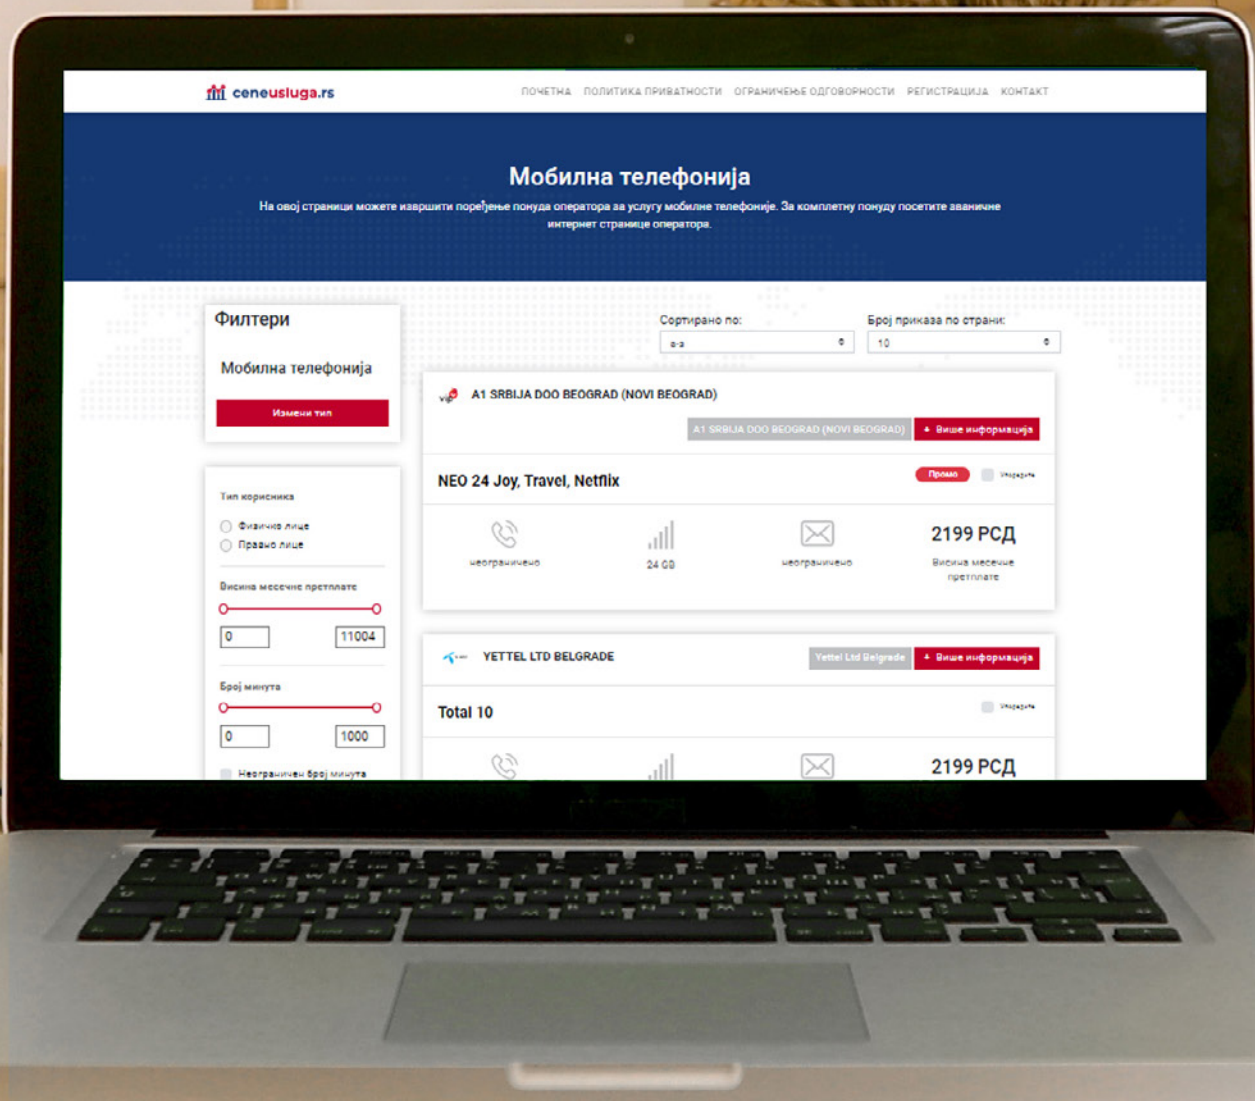 ceneusluga.rs
ПОЧЕТНА ПОЛИТИКА ПРИВАТНОСТИ ОГРАНИЧЕЊЕ ОДГОВОРНОСТИ РЕГИСТРАЦИЈА КОНТАКТ
Мобилна телефонија
На овој страници можете извршити поређење понуда оператора за услугу мобилне телефоније. За комплетну понуду посетите званичне
интернет странице оператора.
Филтери
Мобилна телефонија
Измени тип
Сортирано по:
Број приказа по страни:
а-з
10
vip
A1 SRBIJA DOO BEOGRAD (NOVI BEOGRAD)
A1 SRBIJA DOO BEOGRAD (NOVI BEOGRAD)
+ Више информација
NEO 24 Joy, Travel, Netflix
Промо
Упоредите
неограничено
24 GB
неограничено
2199 РСД
Висина месечне
претплате
Тип корисника
Физичко лице
Правно лице
Висина месечне претплате
0
11004
Број минута
0
1000
Неограничен број минута
YETTEL LTD BELGRADE
Yettel Ltd Belgrade
+ Више информација
Total 10
Упоредите
2199 РСД